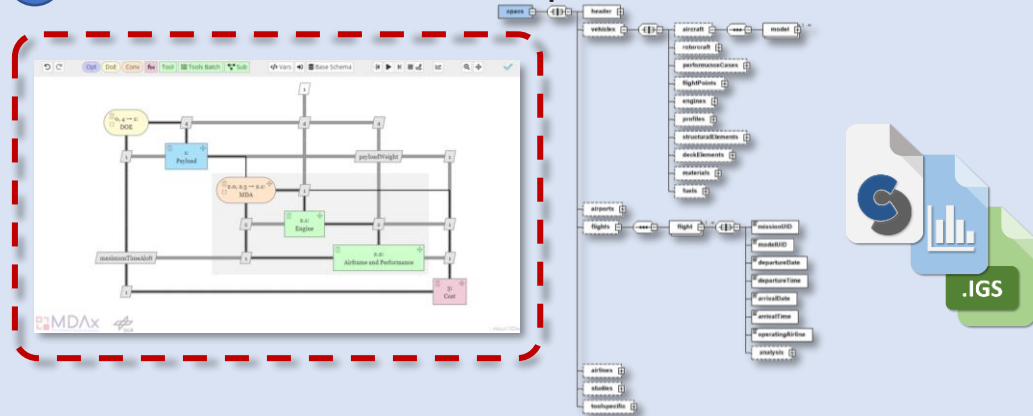 cpacs
header
vehicles
aircraft
model
rotorcraft
performanceCases
flightPoints
engines
profiles
structuralElements
deckElements
materials
fuels
airports
flights
flight
missionUID
modelUID
departureDate
departureTime
arrivalDate
arrivalTime
operatingAirline
analysis
airlines
studies
toolspecific
Opt DoE Conv fxx Tool Tools Batch Sub Vars Base Schema
0, 4 → 1:
DOE
1:
Payload
payloadWeight
2.0, 2.3 → 2.1:
MDA
2.1:
Engine
2.2:
Airframe and Performance
maximumTimeAloft
3:
Cost
MDAx
DLR
.IGS